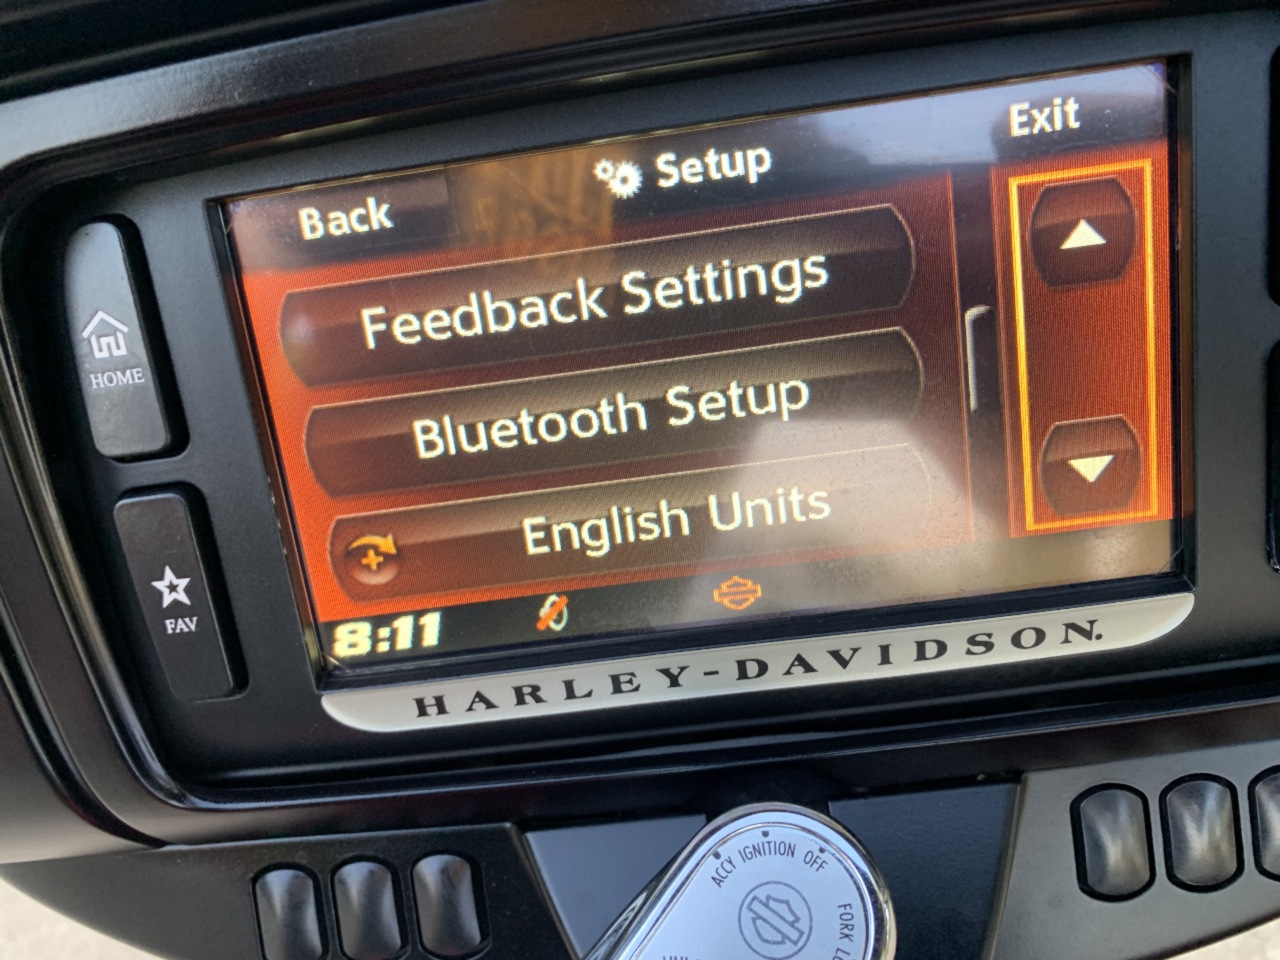 Exit
Setup
Back
Feedback Settings
Bluetooth Setup
English Units
8:11
HOME
FAV
HARLEY-DAVIDSON.
ACCY IGNITION OFF
FORK